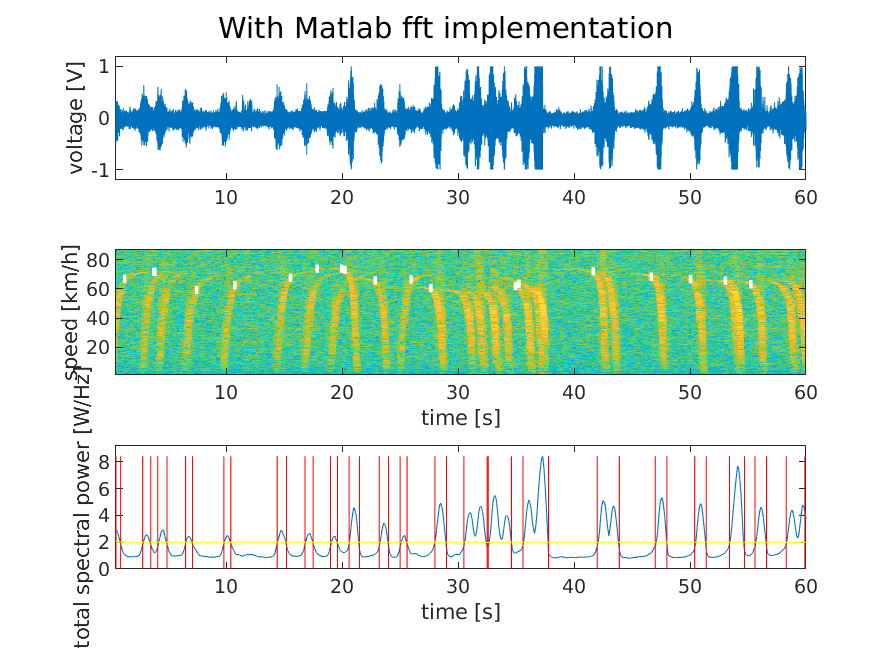 With Matlab fft implementation
voltage [V]
1
0
-1
10 20 30 40 50 60
speed [km/h]
80
60
40
20
10 20 30 40 50 60
time [s]
total spectral power [W/Hz]
8
6
4
2
0
10 20 30 40 50 60
time [s]